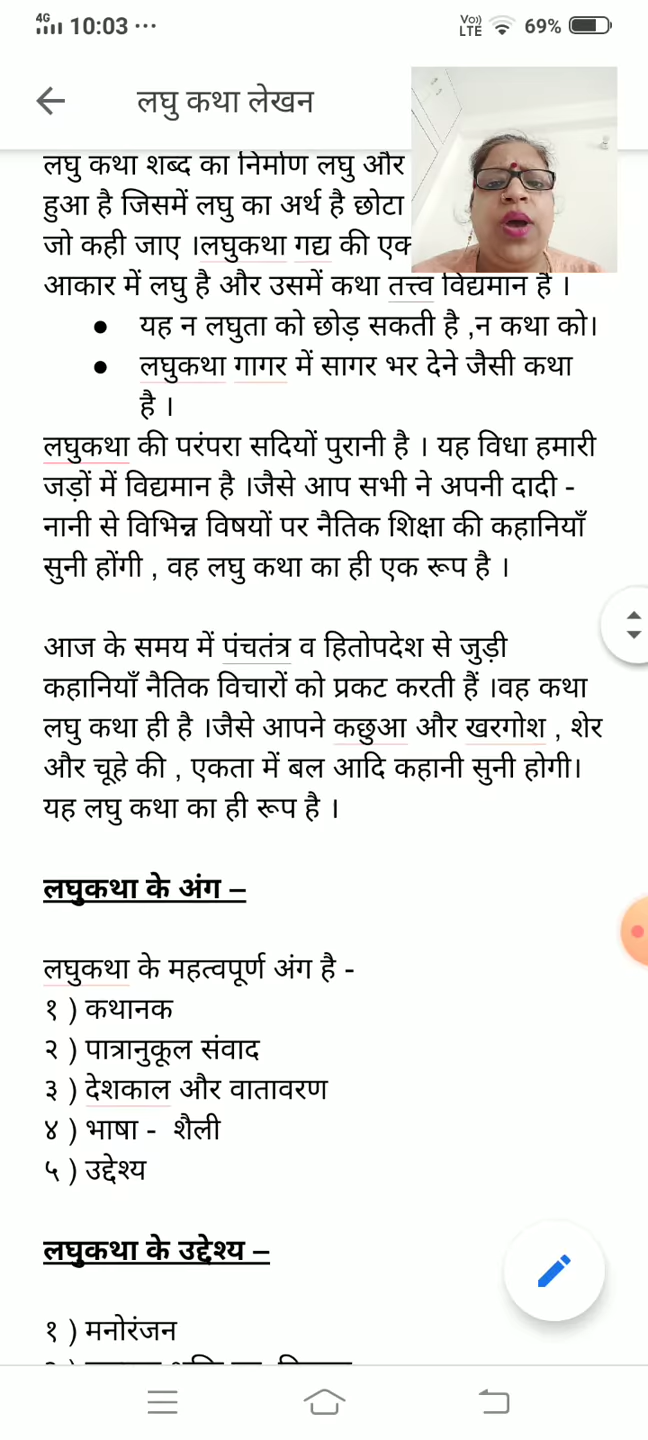 4G 10:03 ···
Vo)) LTE 69%
लघु कथा लेखन
लघु कथा शब्द का निर्माण लघु और
हुआ है जिसमें लघु का अर्थ है छोटा
जो कही जाए ।लघुकथा गद्य की एक
आकार में लघु है और उसमें कथा तत्त्व विद्यमान है ।
● यह न लघुता को छोड़ सकती है ,न कथा को।
● लघुकथा गागर में सागर भर देने जैसी कथा
है ।
लघुकथा की परंपरा सदियों पुरानी है । यह विधा हमारी
जड़ों में विद्यमान है ।जैसे आप सभी ने अपनी दादी -
नानी से विभिन्न विषयों पर नैतिक शिक्षा की कहानियाँ
सुनी होंगी , वह लघु कथा का ही एक रूप है ।
आज के समय में पंचतंत्र व हितोपदेश से जुड़ी
कहानियाँ नैतिक विचारों को प्रकट करती हैं ।वह कथा
लघु कथा ही है ।जैसे आपने कछुआ और खरगोश , शेर
और चूहे की , एकता में बल आदि कहानी सुनी होगी।
यह लघु कथा का ही रूप है ।
लघुकथा के अंग –
लघुकथा के महत्वपूर्ण अंग है -
१ ) कथानक
२ ) पात्रानुकूल संवाद
३ ) देशकाल और वातावरण
४ ) भाषा - शैली
५ ) उद्देश्य
लघुकथा के उद्देश्य –
१ ) मनोरंजन